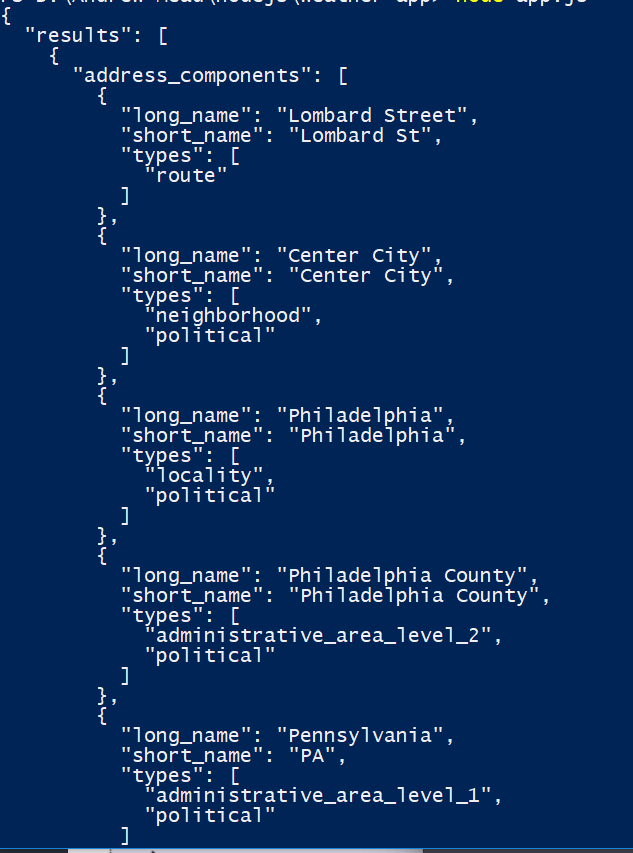 {
  "results": [
    {
      "address_components": [
        {
          "long_name": "Lombard Street",
          "short_name": "Lombard St",
          "types": [
            "route"
          ]
        },
        {
          "long_name": "Center City",
          "short_name": "Center City",
          "types": [
            "neighborhood",
            "political"
          ]
        },
        {
          "long_name": "Philadelphia",
          "short_name": "Philadelphia",
          "types": [
            "locality",
            "political"
          ]
        },
        {
          "long_name": "Philadelphia County",
          "short_name": "Philadelphia County",
          "types": [
            "administrative_area_level_2",
            "political"
          ]
        },
        {
          "long_name": "Pennsylvania",
          "short_name": "PA",
          "types": [
            "administrative_area_level_1",
            "political"
          ]